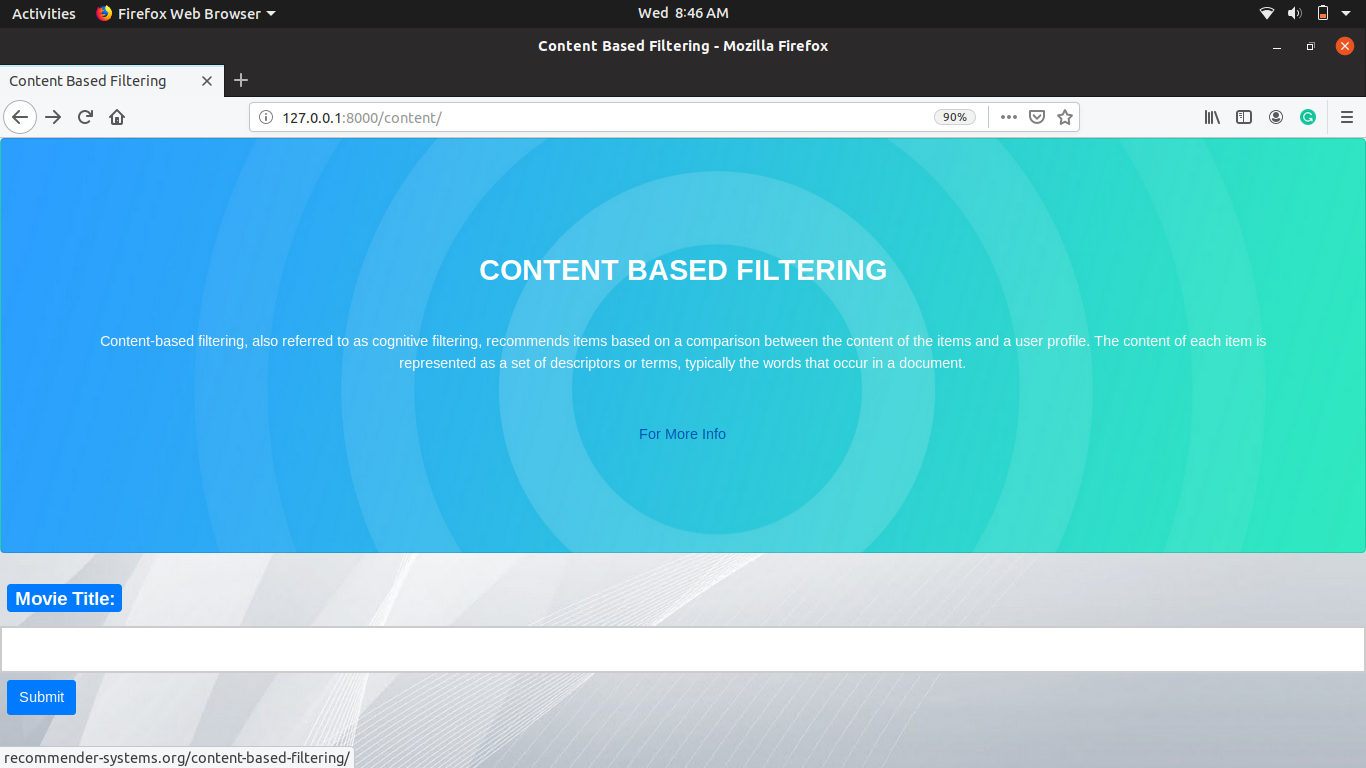 Activities Firefox Web Browser Wed 8:46 AM
Content Based Filtering - Mozilla Firefox
Content Based Filtering
127.0.0.1:8000/content/ 90%
CONTENT BASED FILTERING
Content-based filtering, also referred to as cognitive filtering, recommends items based on a comparison between the content of the items and a user profile. The content of each item is
represented as a set of descriptors or terms, typically the words that occur in a document.
For More Info
Movie Title:
Submit
recommender-systems.org/content-based-filtering/